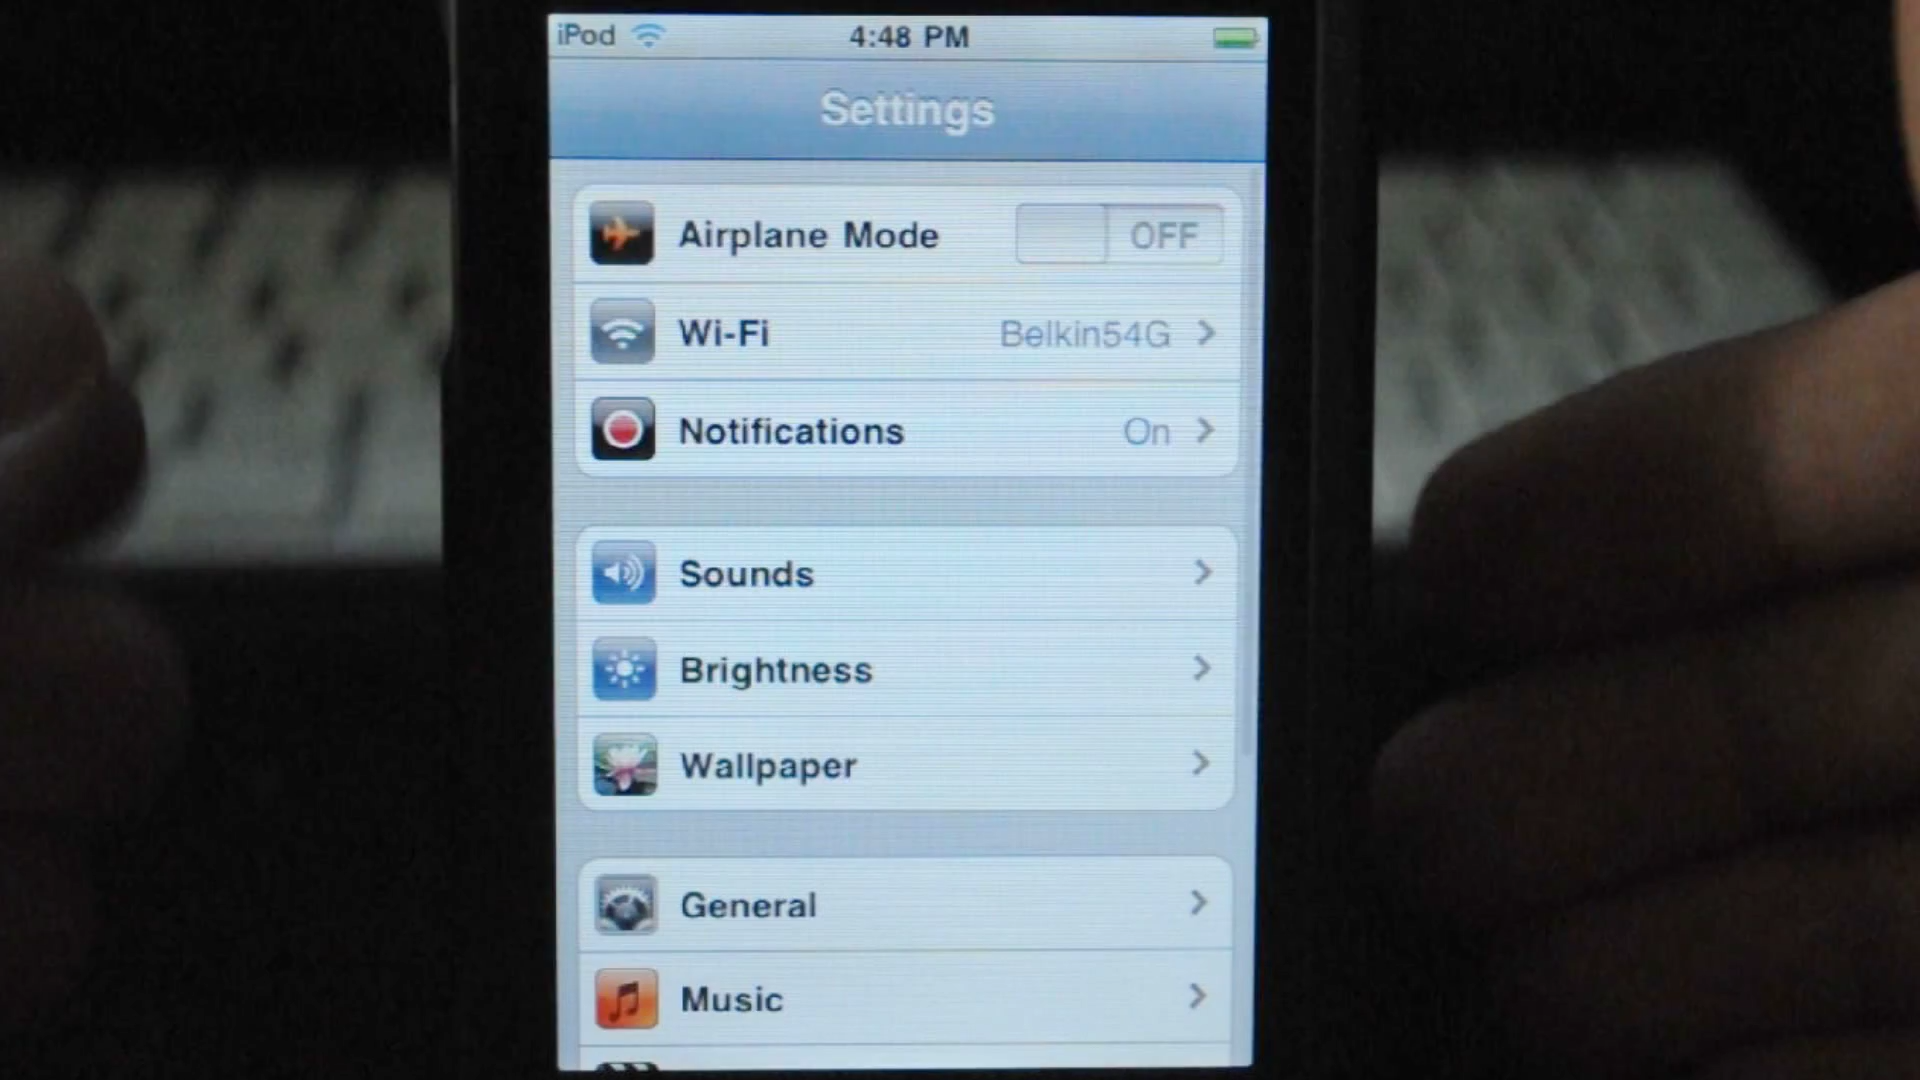 iPod 4:48 PM
Settings
Airplane Mode OFF
Wi-Fi Belkin54G
Notifications On
Sounds
Brightness
Wallpaper
General
Music